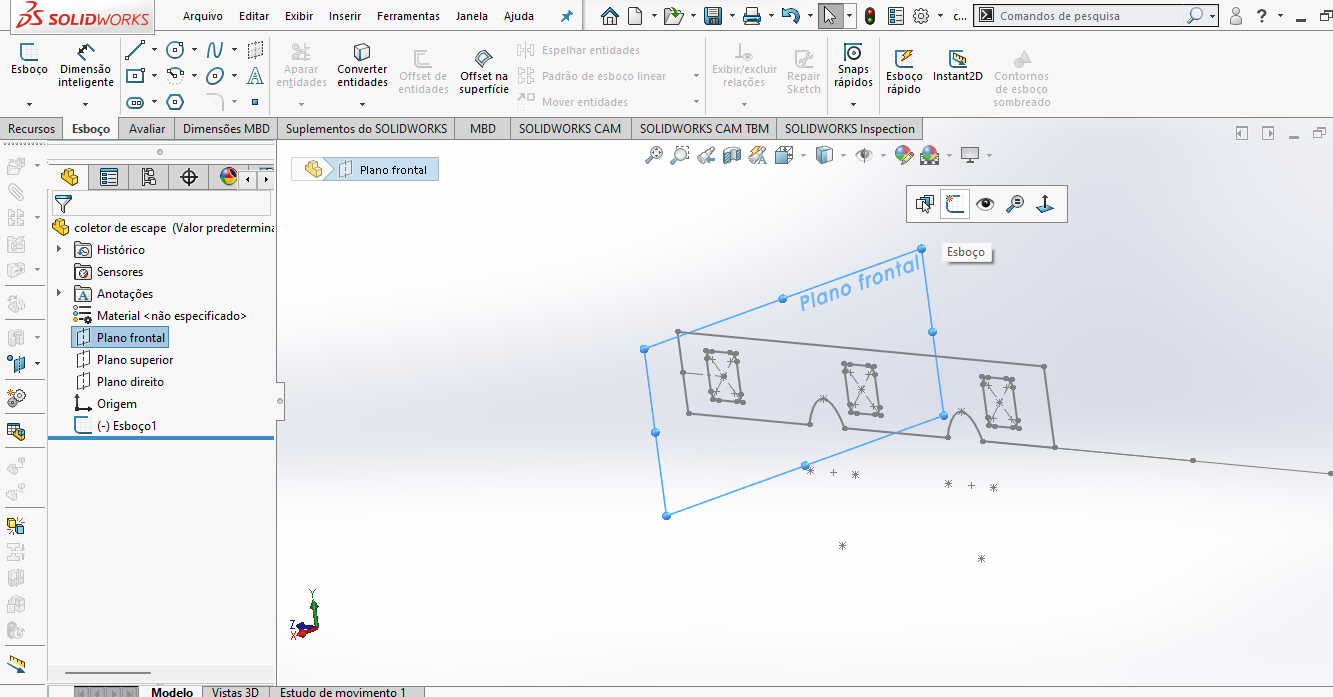 SOLIDWORKS
Arquivo Editar Exibir Inserir Ferramentas Janela Ajuda
c...
Comandos de pesquisa
?
Esboço
Dimensão
inteligente
Aparar
entidades
Converter
entidades
Offset de
entidades
Offset na
superfície
Espelhar entidades
Padrão de esboço linear
Mover entidades
Exibir/excluir
relações
Repair
Sketch
Snaps
rápidos
Esboço
rápido
Instant2D
Contornos
de esboço
sombreado
Recursos Esboço Avaliar Dimensões MBD Suplementos do SOLIDWORKS MBD SOLIDWORKS CAM SOLIDWORKS CAM TBM SOLIDWORKS Inspection
Plano frontal
coletor de escape (Valor predetermina
Histórico
Sensores
Anotações
Material <não especificado>
Plano frontal
Plano superior
Plano direito
Origem
(-) Esboço1
Esboço
Plano frontal
Y
Z
X
Modelo Vistas 3D Estudo de movimento 1